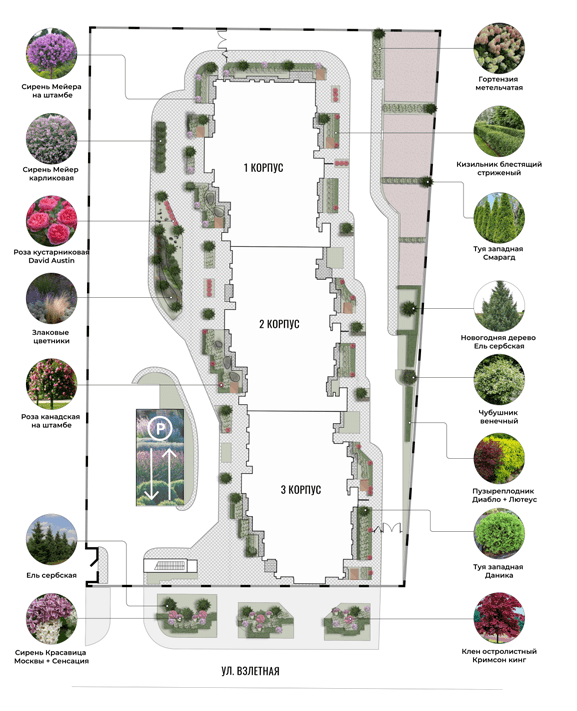 Сирень Мейера
на штамбе
Сирень Мейер
карликовая
Роза кустарниковая
David Austin
Злаковые
цветники
Роза канадская
на штамбе
Ель сербская
Сирень Красавица
Москвы + Сенсация
1 КОРПУС
2 КОРПУС
3 КОРПУС
P
УЛ. ВЗЛЕТНАЯ
Гортензия
метельчатая
Кизильник блестящий
стриженый
Туя западная
Смарагд
Новогодняя дерево
Ель сербская
Чубушник
венечный
Пузыреплодник
Диабло + Лютеус
Туя западная
Даника
Клен остролистный
Кримсон кинг